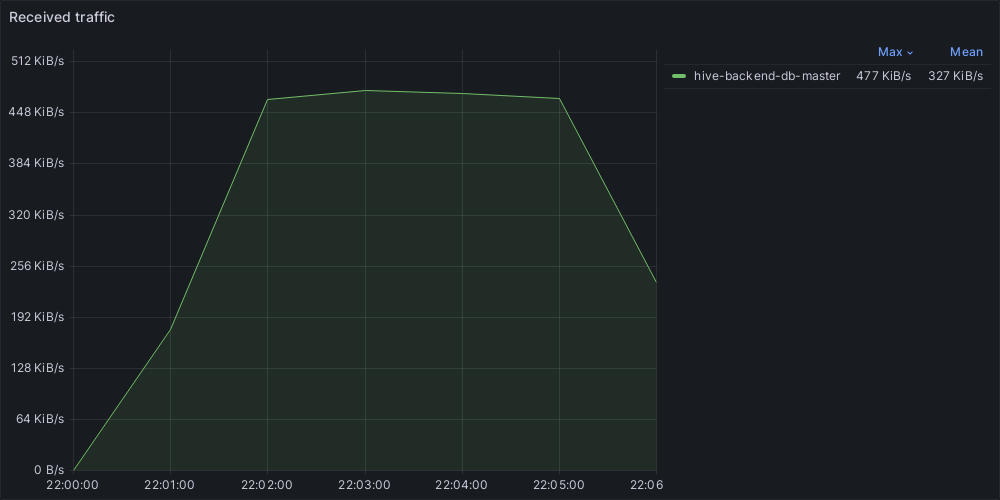 Received traffic
512 KiB/s
448 KiB/s
384 KiB/s
320 KiB/s
256 KiB/s
192 KiB/s
128 KiB/s
64 KiB/s
0 B/s
22:00:00 22:01:00 22:02:00 22:03:00 22:04:00 22:05:00 22:06
Max Mean
hive-backend-db-master 477 KiB/s 327 KiB/s